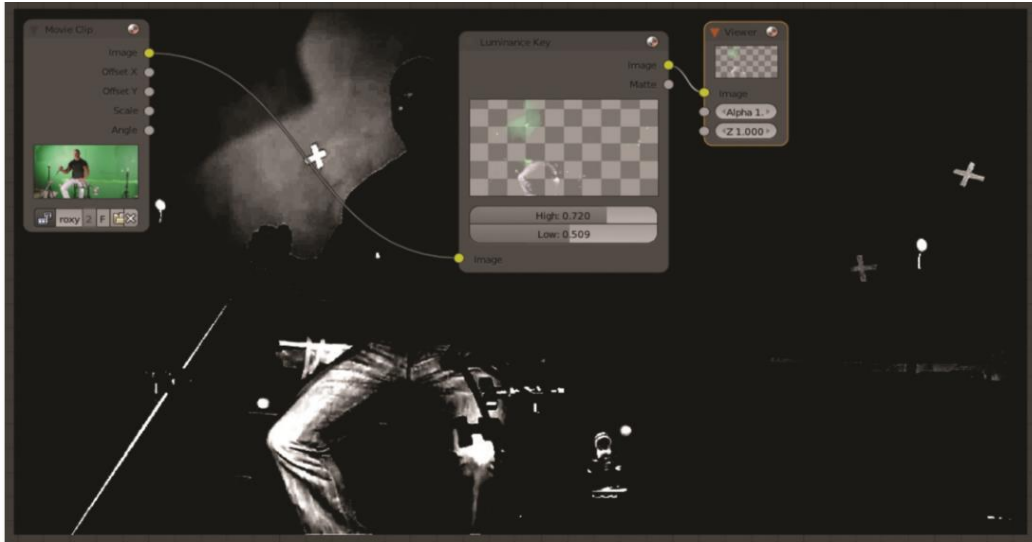 Movie Clip
Image
Offset X
Offset Y
Scale
Angle
roxy 2 F
Luminance Key
Image
Matte
High: 0.720
Low: 0.509
Image
Viewer
Image
Alpha 1.
Z 1.000